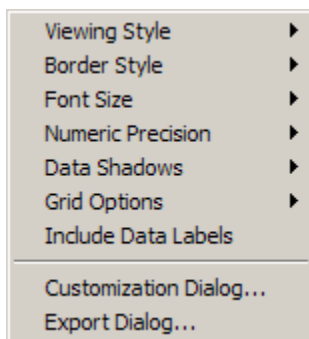 Viewing Style
Border Style
Font Size
Numeric Precision
Data Shadows
Grid Options
Include Data Labels
Customization Dialog...
Export Dialog...